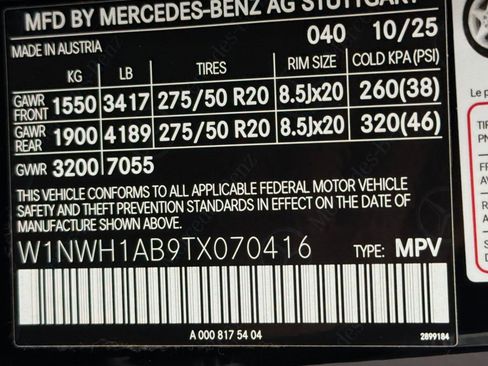 MFD BY MERCEDES-BENZ AG STUTTGART
MADE IN AUSTRIA 040 10/25
KG LB TIRES RIM SIZE COLD KPA (PSI)
GAWR FRONT 1550 3417 275/50 R20 8.5Jx20 260(38)
GAWR REAR 1900 4189 275/50 R20 8.5Jx20 320(46)
GVWR 3200 7055
THIS VEHICLE CONFORMS TO ALL APPLICABLE FEDERAL MOTOR VEHICLE
SAFETY AND THEFT PREVENTION STANDARDS IN EFFECT ON THE DATE OF
MANUFACTURE SHOWN ABOVE.
W1NWH1AB9TX070416 TYPE: MPV
A 000 817 54 04
2899184
Le p